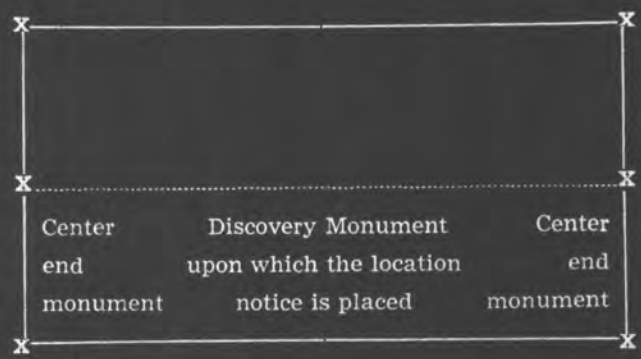 X X
X X
Center Discovery Monument Center
end upon which the location end
monument notice is placed monument
X X